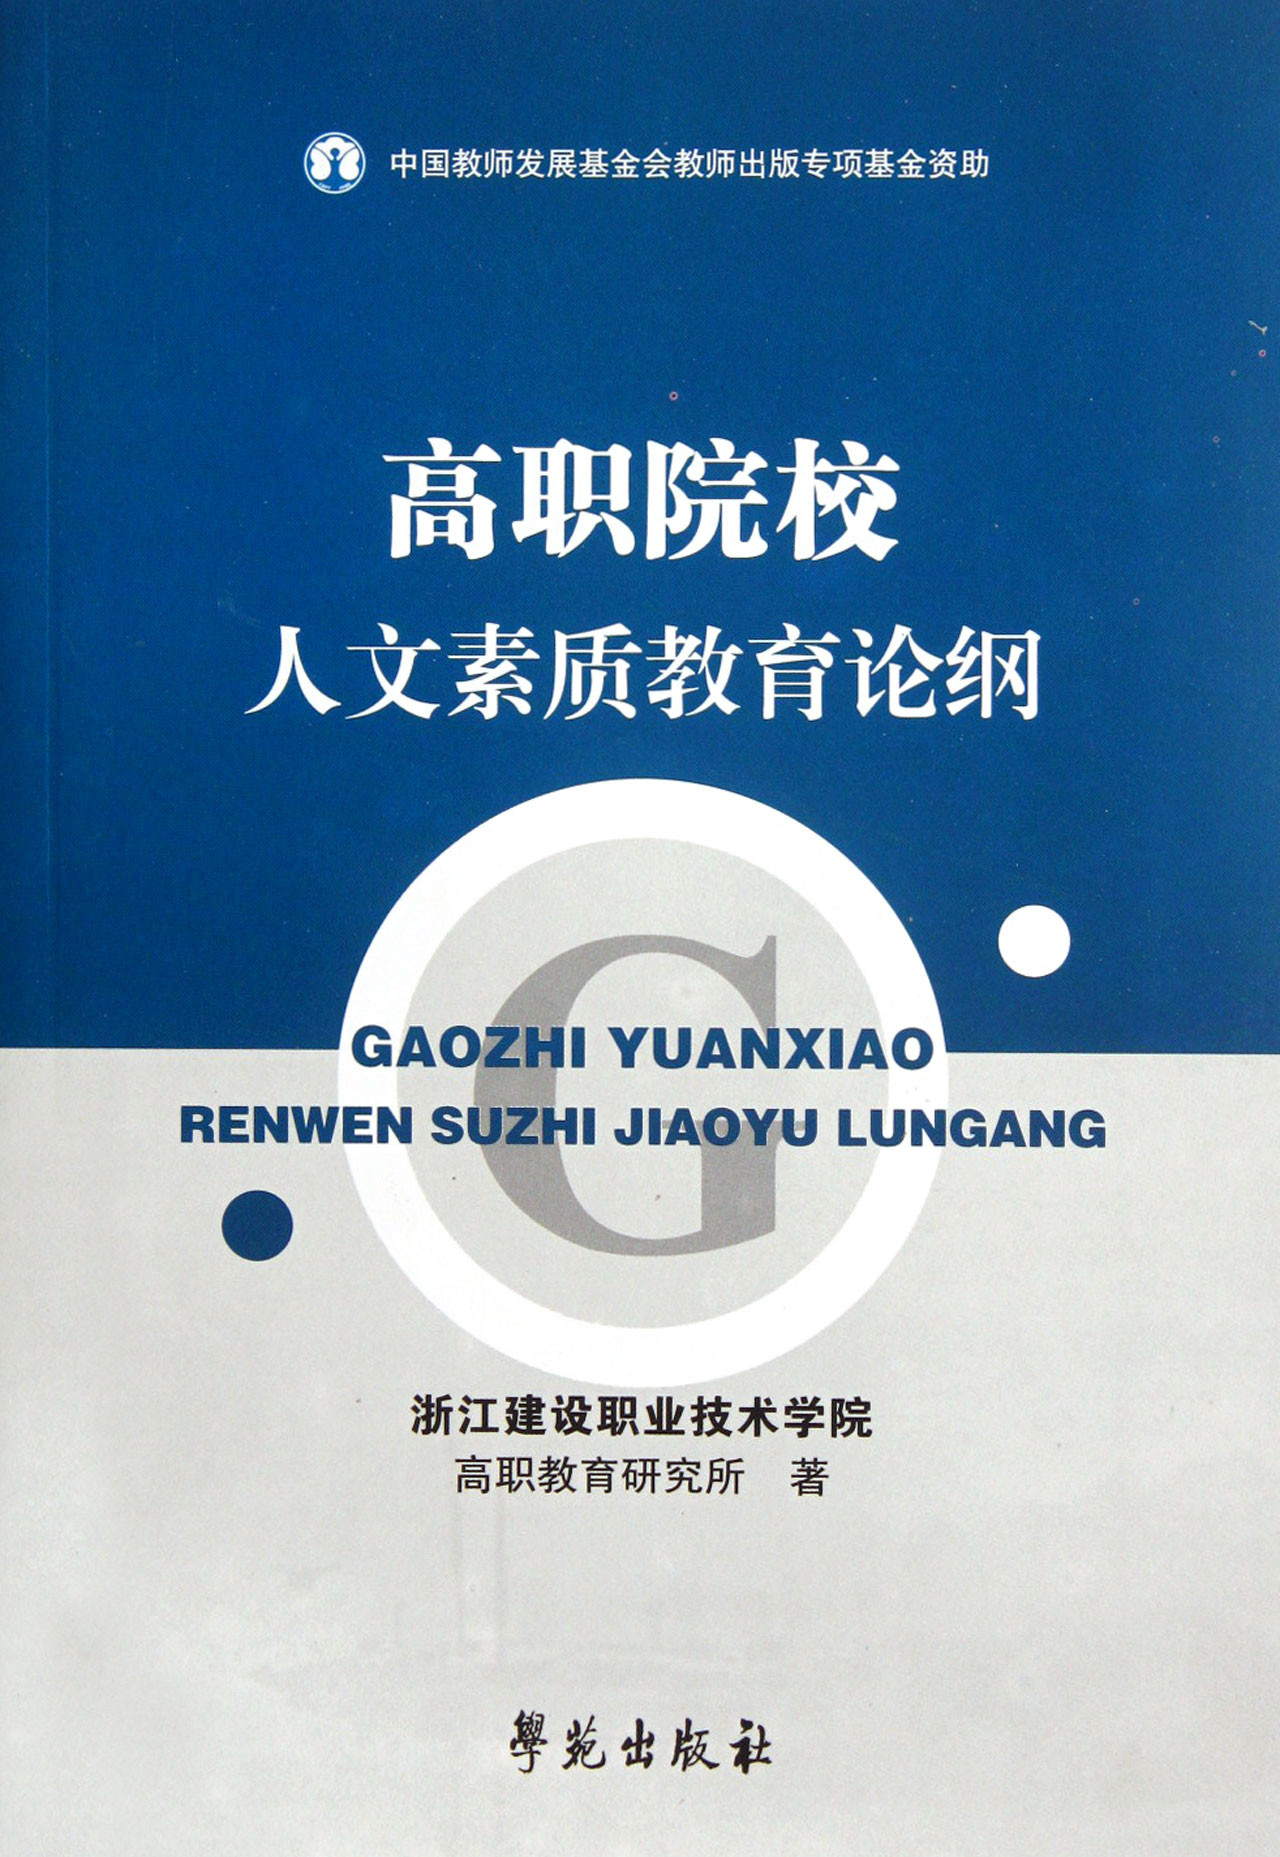 中国教师发展基金会教师出版专项基金资助
高职院校
人文素质教育论纲
G
GAOZHI YUANXIAO
RENWEN SUZHI JIAOYU LUNGANG
浙江建设职业技术学院
高职教育研究所 著
學苑出版社